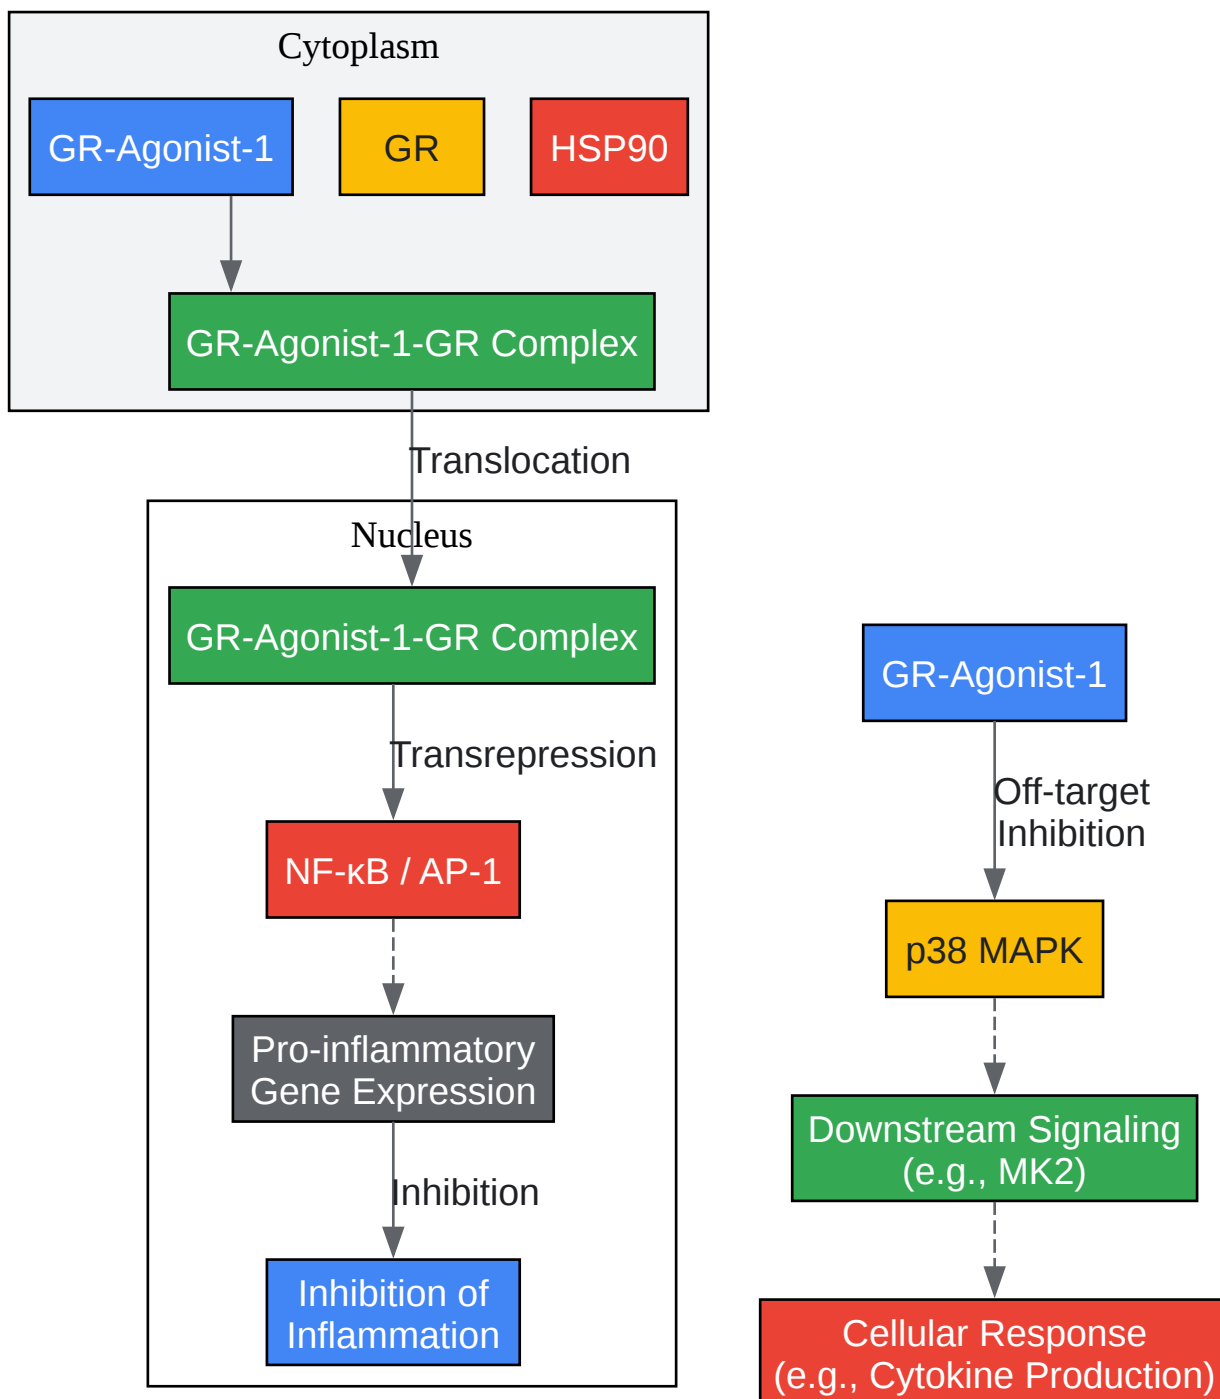 Cytoplasm
GR-Agonist-1
GR
HSP90
GR-Agonist-1-GR Complex
Translocation
Nucleus
GR-Agonist-1-GR Complex
Transrepression
NF-κB / AP-1
Pro-inflammatory
Gene Expression
Inhibition
Inhibition of
Inflammation
GR-Agonist-1
Off-target
Inhibition
p38 MAPK
Downstream Signaling
(e.g., MK2)
Cellular Response
(e.g., Cytokine Production)